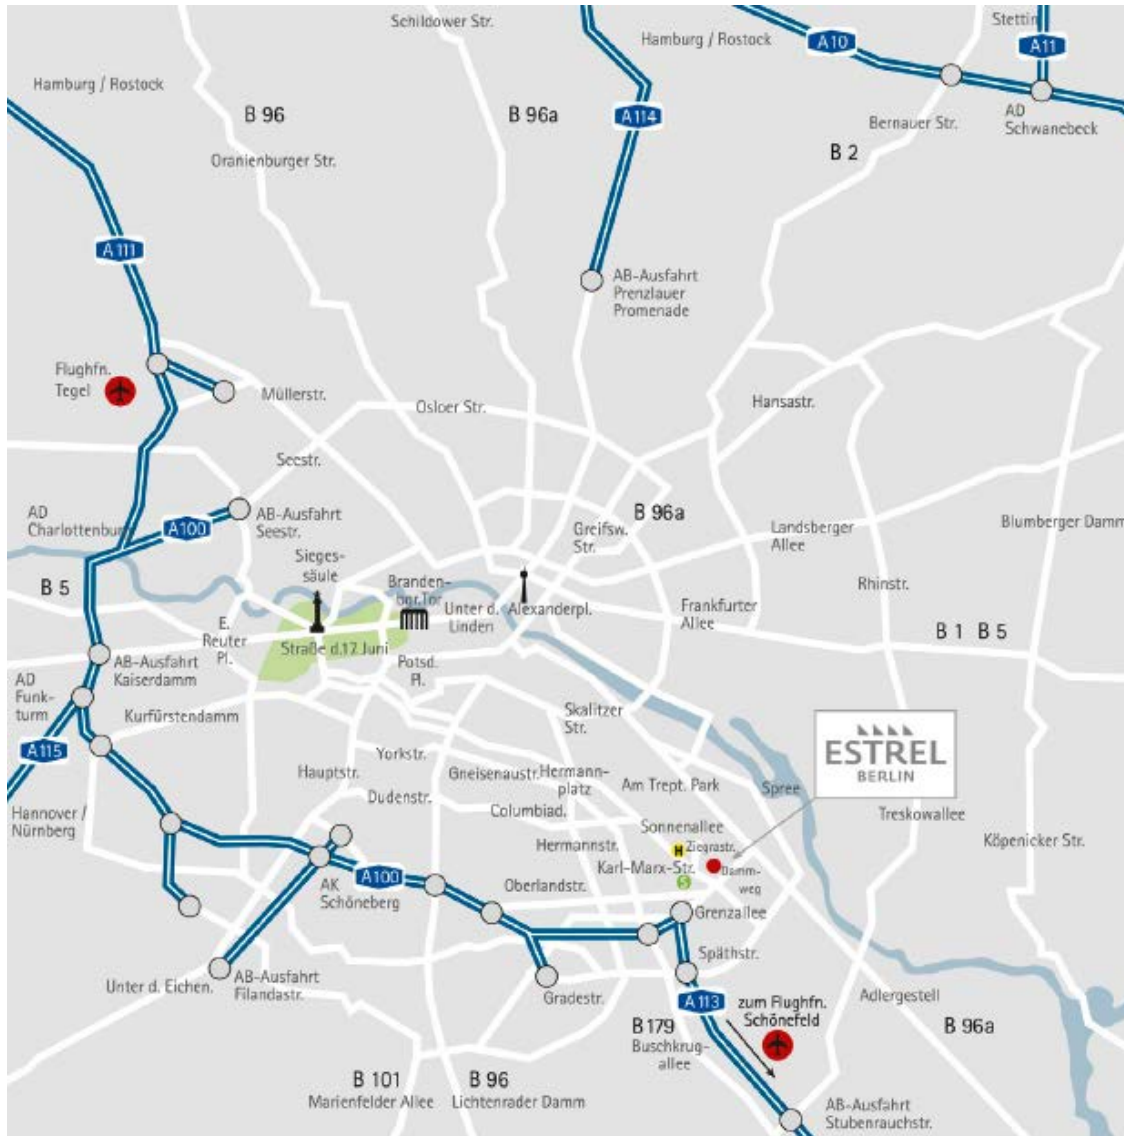 Schildower Str.
Stettin
Hamburg / Rostock
A10
A11
Hamburg / Rostock
B 96
B 96a
A114
Bernauer Str.
AD
Schwanebeck
Oranienburger Str.
B 2
A111
AB-Ausfahrt
Prenzlauer
Promenade
Flughfn.
Tegel
Müllerstr.
Osloer Str.
Hansastr.
Seestr.
AD
Charlottenburg
A100
AB-Ausfahrt
Seestr.
B 96a
Greifsw.
Str.
Landsberger
Allee
Blumberger Damm
Sieges-
säule
B 5
Branden-
bgr.Tor
Rhinstr.
Unter d.
Linden
Alexanderpl.
Frankfurter
Allee
E.
Reuter
Pl.
B 1 B 5
Straße d.17. Juni
AB-Ausfahrt
Kaiserdamm
Potsd.
Pl.
AD
Funk-
turm
Kurfürstendamm
Skalitzer
Str.
ESTREL
BERLIN
A115
Yorkstr.
Hauptstr.
Gneisenaustr.
Hermann-
platz
Am Trept. Park
Spree
Dudenstr.
Columbiad.
Hannover /
Nürnberg
Treskowallee
Sonnenallee
Köpenicker Str.
Hermannstr.
H
Ziegrastr.
Karl-Marx-Str.
Damm-
weg
S
A100
AK
Schöneberg
Oberlandstr.
Grenzallee
Späthstr.
Unter d. Eichen.
AB-Ausfahrt
Filandastr.
Gradestr.
A113
zum Flughfn.
Schönefeld
Adlergestell
B179
Buschkrug-
allee
B 96a
B 101
Marienfelder Allee
B 96
Lichtenrader Damm
AB-Ausfahrt
Stubenrauchstr.